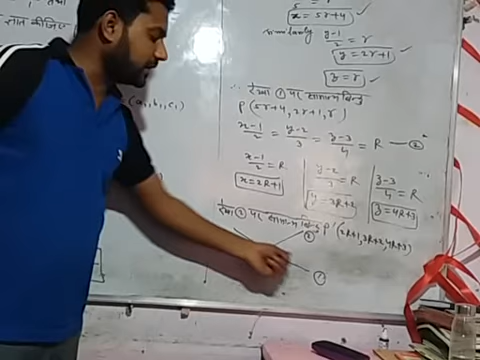 ज्ञात कीजिए
(a₁, b₁, c₁)
x = 5r+4
Similarly y-1/2 = r
y = 2r+1
z = r
∴ रेखा ① पर सामान्य बिन्दु
P (5r+4, 2r+1, r)
x-1/2 = y-2/3 = z-3/4 = R — ②
x-1/2 = R
x = 2R+1
y-2/3 = R
y = 3R+2
z-3/4 = R
z = 4R+3
रेखा ② पर सामान्य बिन्दु P' (2R+1, 3R+2, 4R+3)
②
①